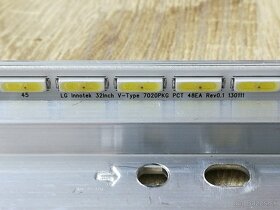 45 LG Innotek 32Inch V-Type 7020PKG PCT 48EA Rev0.1 130111